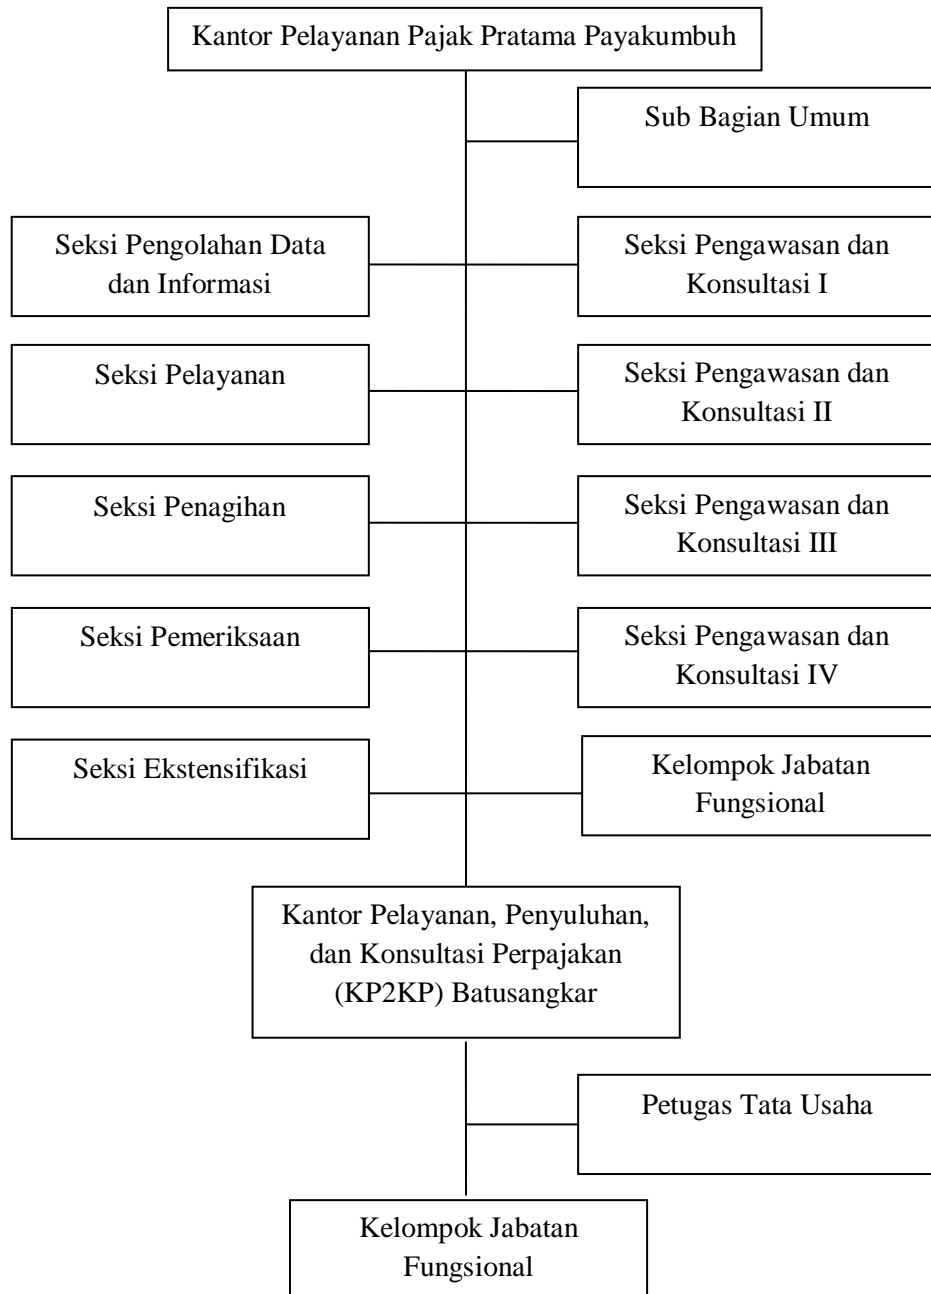 Kantor Pelayanan Pajak Pratama Payakumbuh
Sub Bagian Umum
Seksi Pengolahan Data
dan Informasi
Seksi Pengawasan dan
Konsultasi I
Seksi Pelayanan
Seksi Pengawasan dan
Konsultasi II
Seksi Penagihan
Seksi Pengawasan dan
Konsultasi III
Seksi Pemeriksaan
Seksi Pengawasan dan
Konsultasi IV
Seksi Ekstensifikasi
Kelompok Jabatan
Fungsional
Kantor Pelayanan, Penyuluhan,
dan Konsultasi Perpajakan
(KP2KP) Batusangkar
Petugas Tata Usaha
Kelompok Jabatan
Fungsional